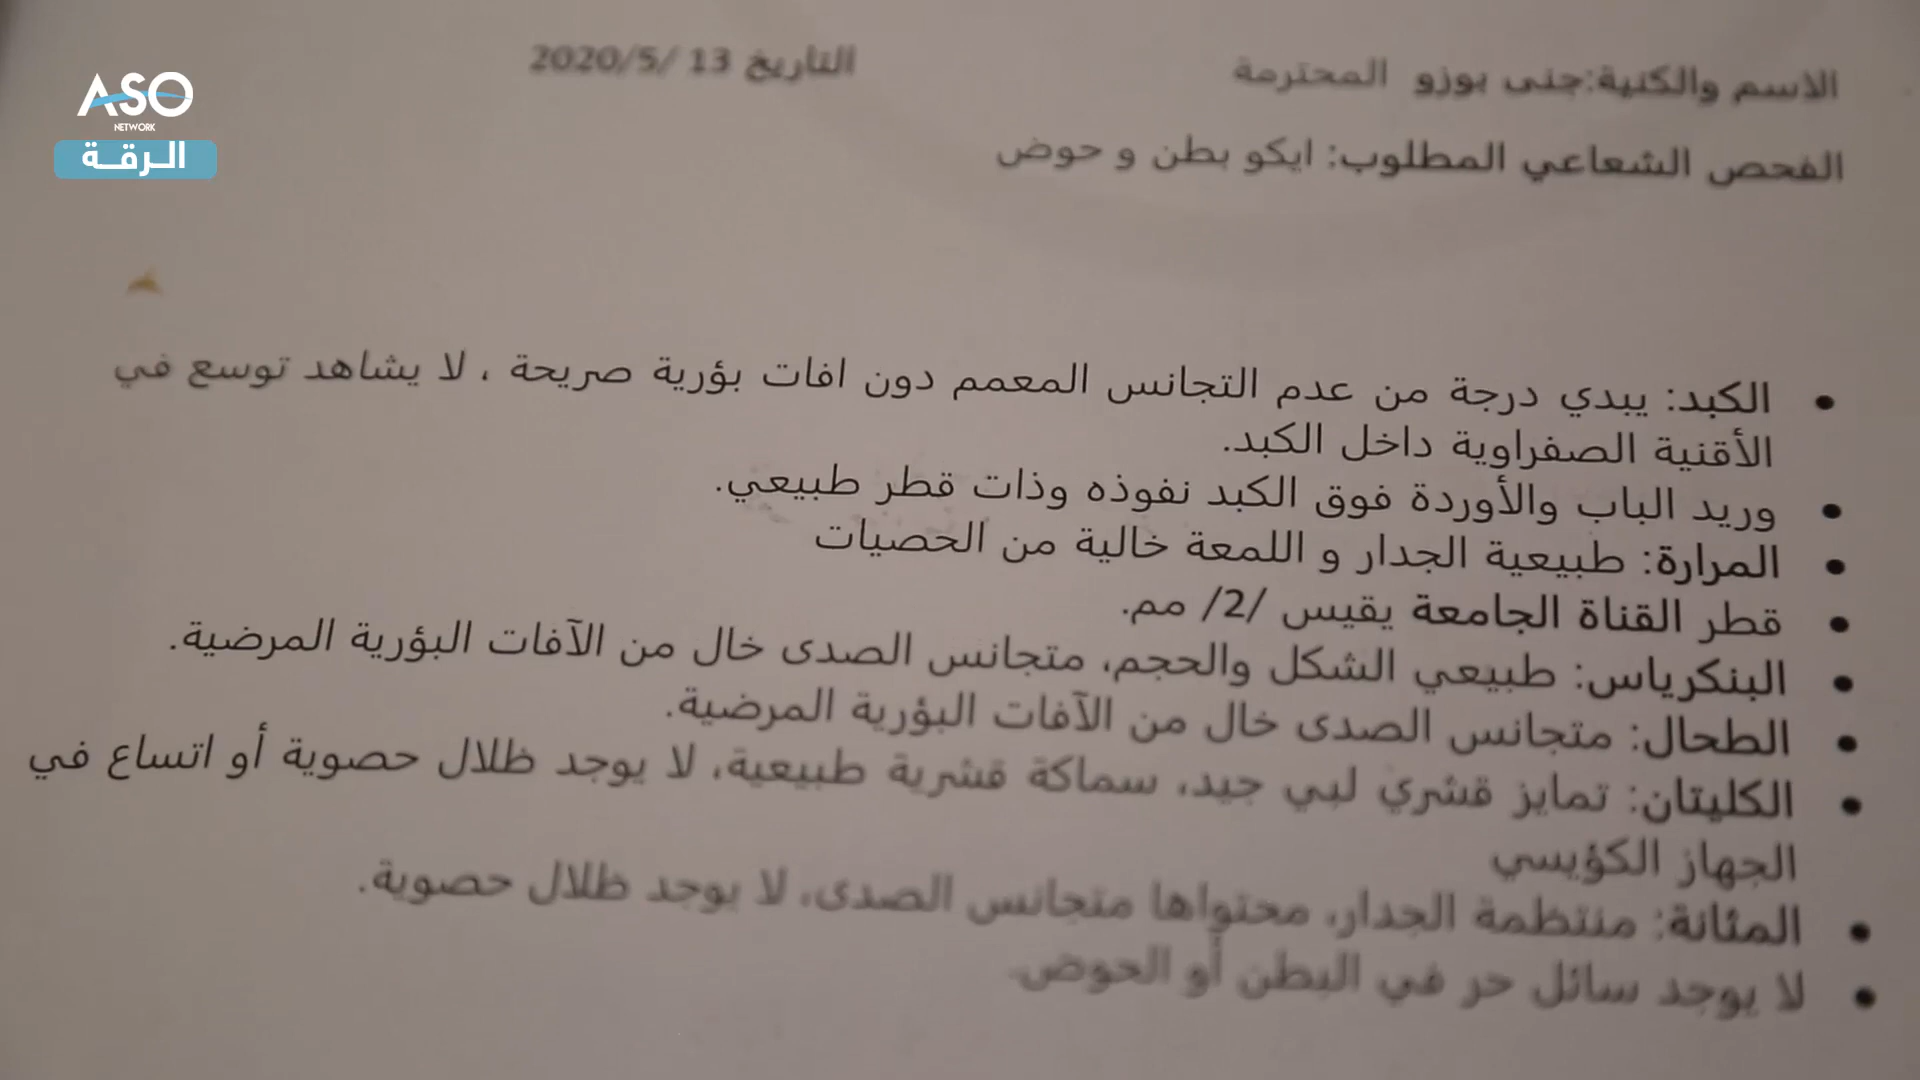 ASO
NETWORK
الرقة
الاسم والكنية:جنى بوزو المحترمة
التاريخ 13 /2020/5
الفحص الشعاعي المطلوب: ايكو بطن و حوض
• الكبد: يبدي درجة من عدم التجانس المعمم دون افات بؤرية صريحة ، لا يشاهد توسع في
الأقنية الصفراوية داخل الكبد.
• وريد الباب والأوردة فوق الكبد نفوذه وذات قطر طبيعي.
• المرارة: طبيعية الجدار و اللمعة خالية من الحصيات
• قطر القناة الجامعة يقيس /2/ مم.
• البنكرياس: طبيعي الشكل والحجم، متجانس الصدى خال من الآفات البؤرية المرضية.
• الطحال: متجانس الصدى خال من الآفات البؤرية المرضية.
• الكليتان: تمايز قشري لبي جيد، سماكة قشرية طبيعية، لا يوجد ظلال حصوية أو اتساع في
الجهاز الكؤيسي
• المثانة: منتظمة الجدار، محتواها متجانس الصدى، لا يوجد ظلال حصوية.
• لا يوجد سائل حر في البطن أو الحوض.